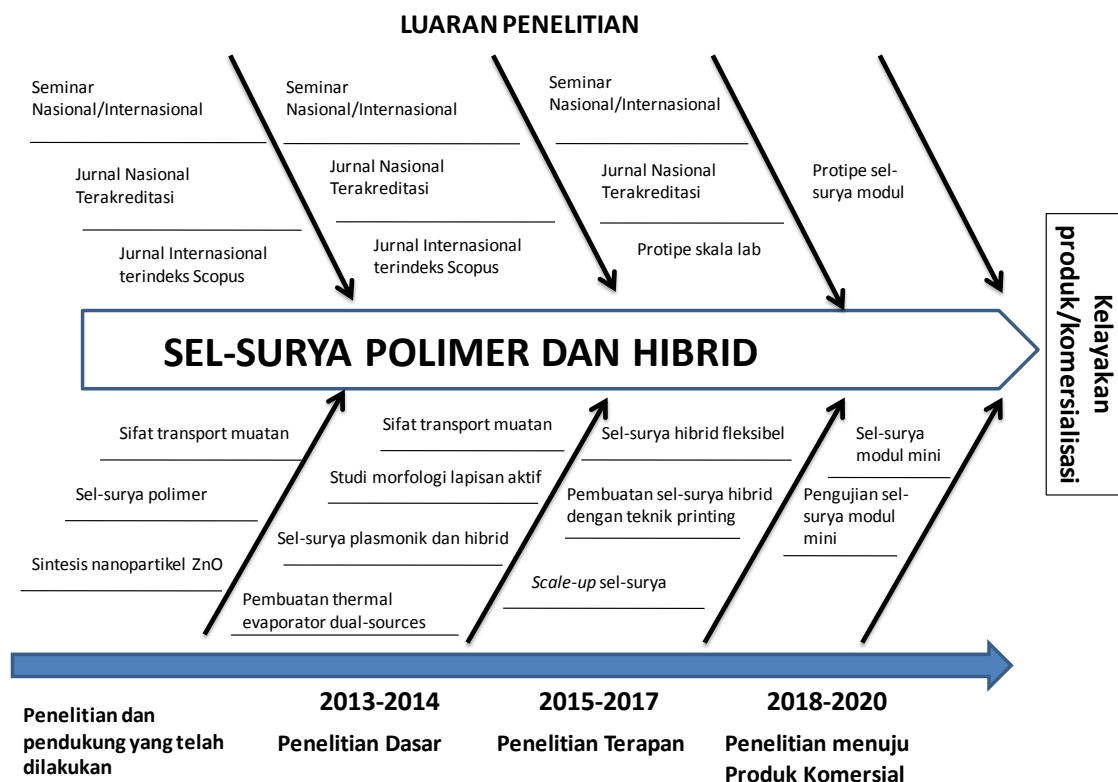 LUARAN PENELITIAN
Seminar
Nasional/Internasional
Jurnal Nasional
Terakreditasi
Jurnal Internasional
terindeks Scopus
Seminar
Nasional/Internasional
Jurnal Nasional
Terakreditasi
Jurnal Internasional
terindeks Scopus
Seminar
Nasional/Internasional
Jurnal Nasional
Terakreditasi
Protipe skala lab
Protipe sel-
surya modul
SEL-SURYA POLIMER DAN HIBRID
Kelayakan
produk/komersialisasi
Sifat transport muatan
Sel-surya polimer
Sintesis nanopartikel ZnO
Sifat transport muatan
Studi morfologi lapisan aktif
Sel-surya plasmonik dan hibrid
Pembuatan thermal
evaporator dual-sources
Sel-surya hibrid fleksibel
Pembuatan sel-surya hibrid
dengan teknik printing
Scale-up sel-surya
Sel-surya
modul mini
Pengujian sel-
surya modul
mini
Penelitian dan
pendukung yang telah
dilakukan
2013-2014
Penelitian Dasar
2015-2017
Penelitian Terapan
2018-2020
Penelitian menuju
Produk Komersial